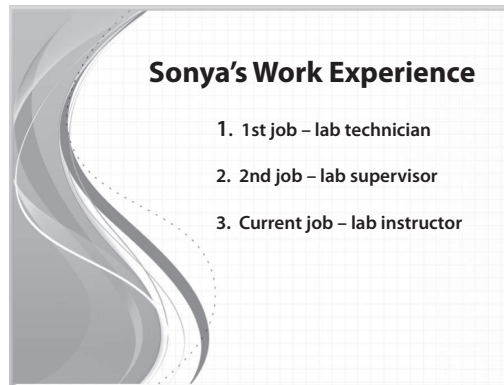 Sonya’s Work Experience
1. 1st job – lab technician
2. 2nd job – lab supervisor
3. Current job – lab instructor